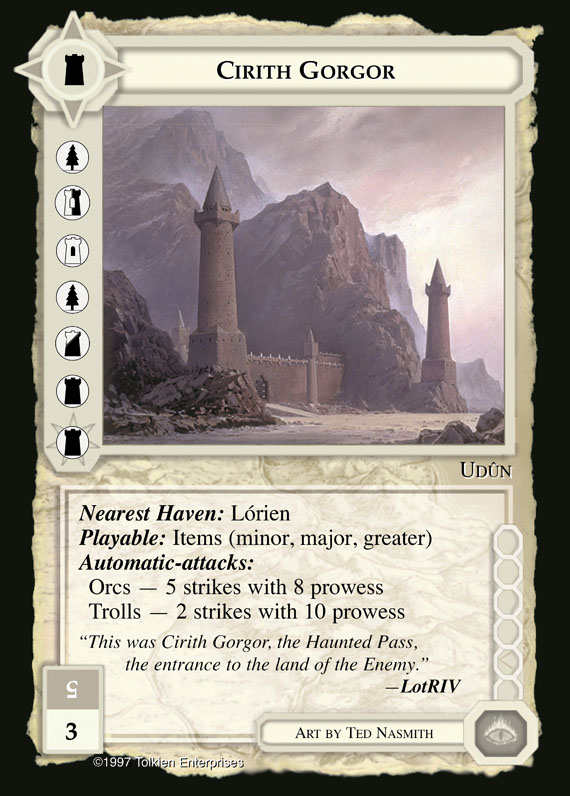 Cirith Gorgor
Udûn
Nearest Haven: Lórien
Playable: Items (minor, major, greater)
Automatic-attacks:
Orcs — 5 strikes with 8 prowess
Trolls — 2 strikes with 10 prowess
“This was Cirith Gorgor, the Haunted Pass,
the entrance to the land of the Enemy.”
—LotRIV
5
3
Art by Ted Nasmith
©1997 Tolkien Enterprises